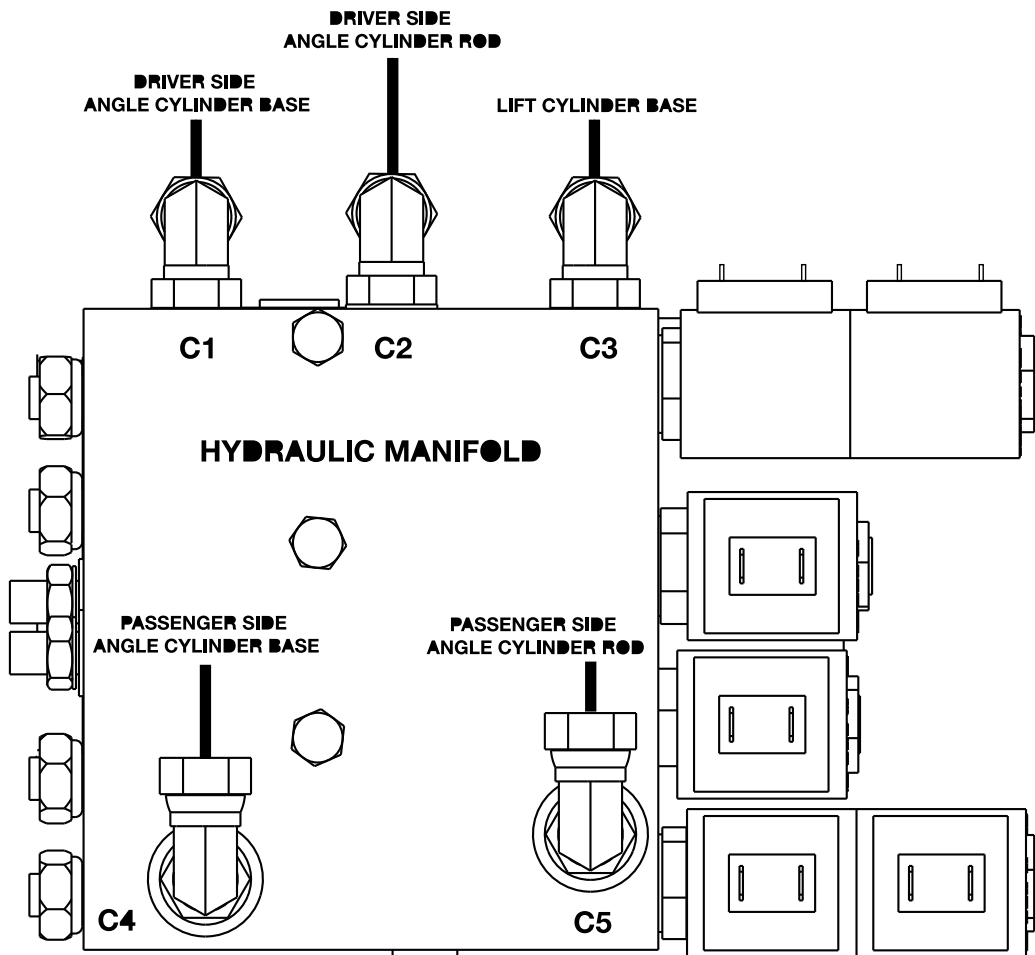 DRIVER SIDE
ANGLE CYLINDER ROD
DRIVER SIDE
ANGLE CYLINDER BASE
LIFT CYLINDER BASE
C1
C2
C3
HYDRAULIC MANIFOLD
PASSENGER SIDE
ANGLE CYLINDER BASE
PASSENGER SIDE
ANGLE CYLINDER ROD
C4
C5